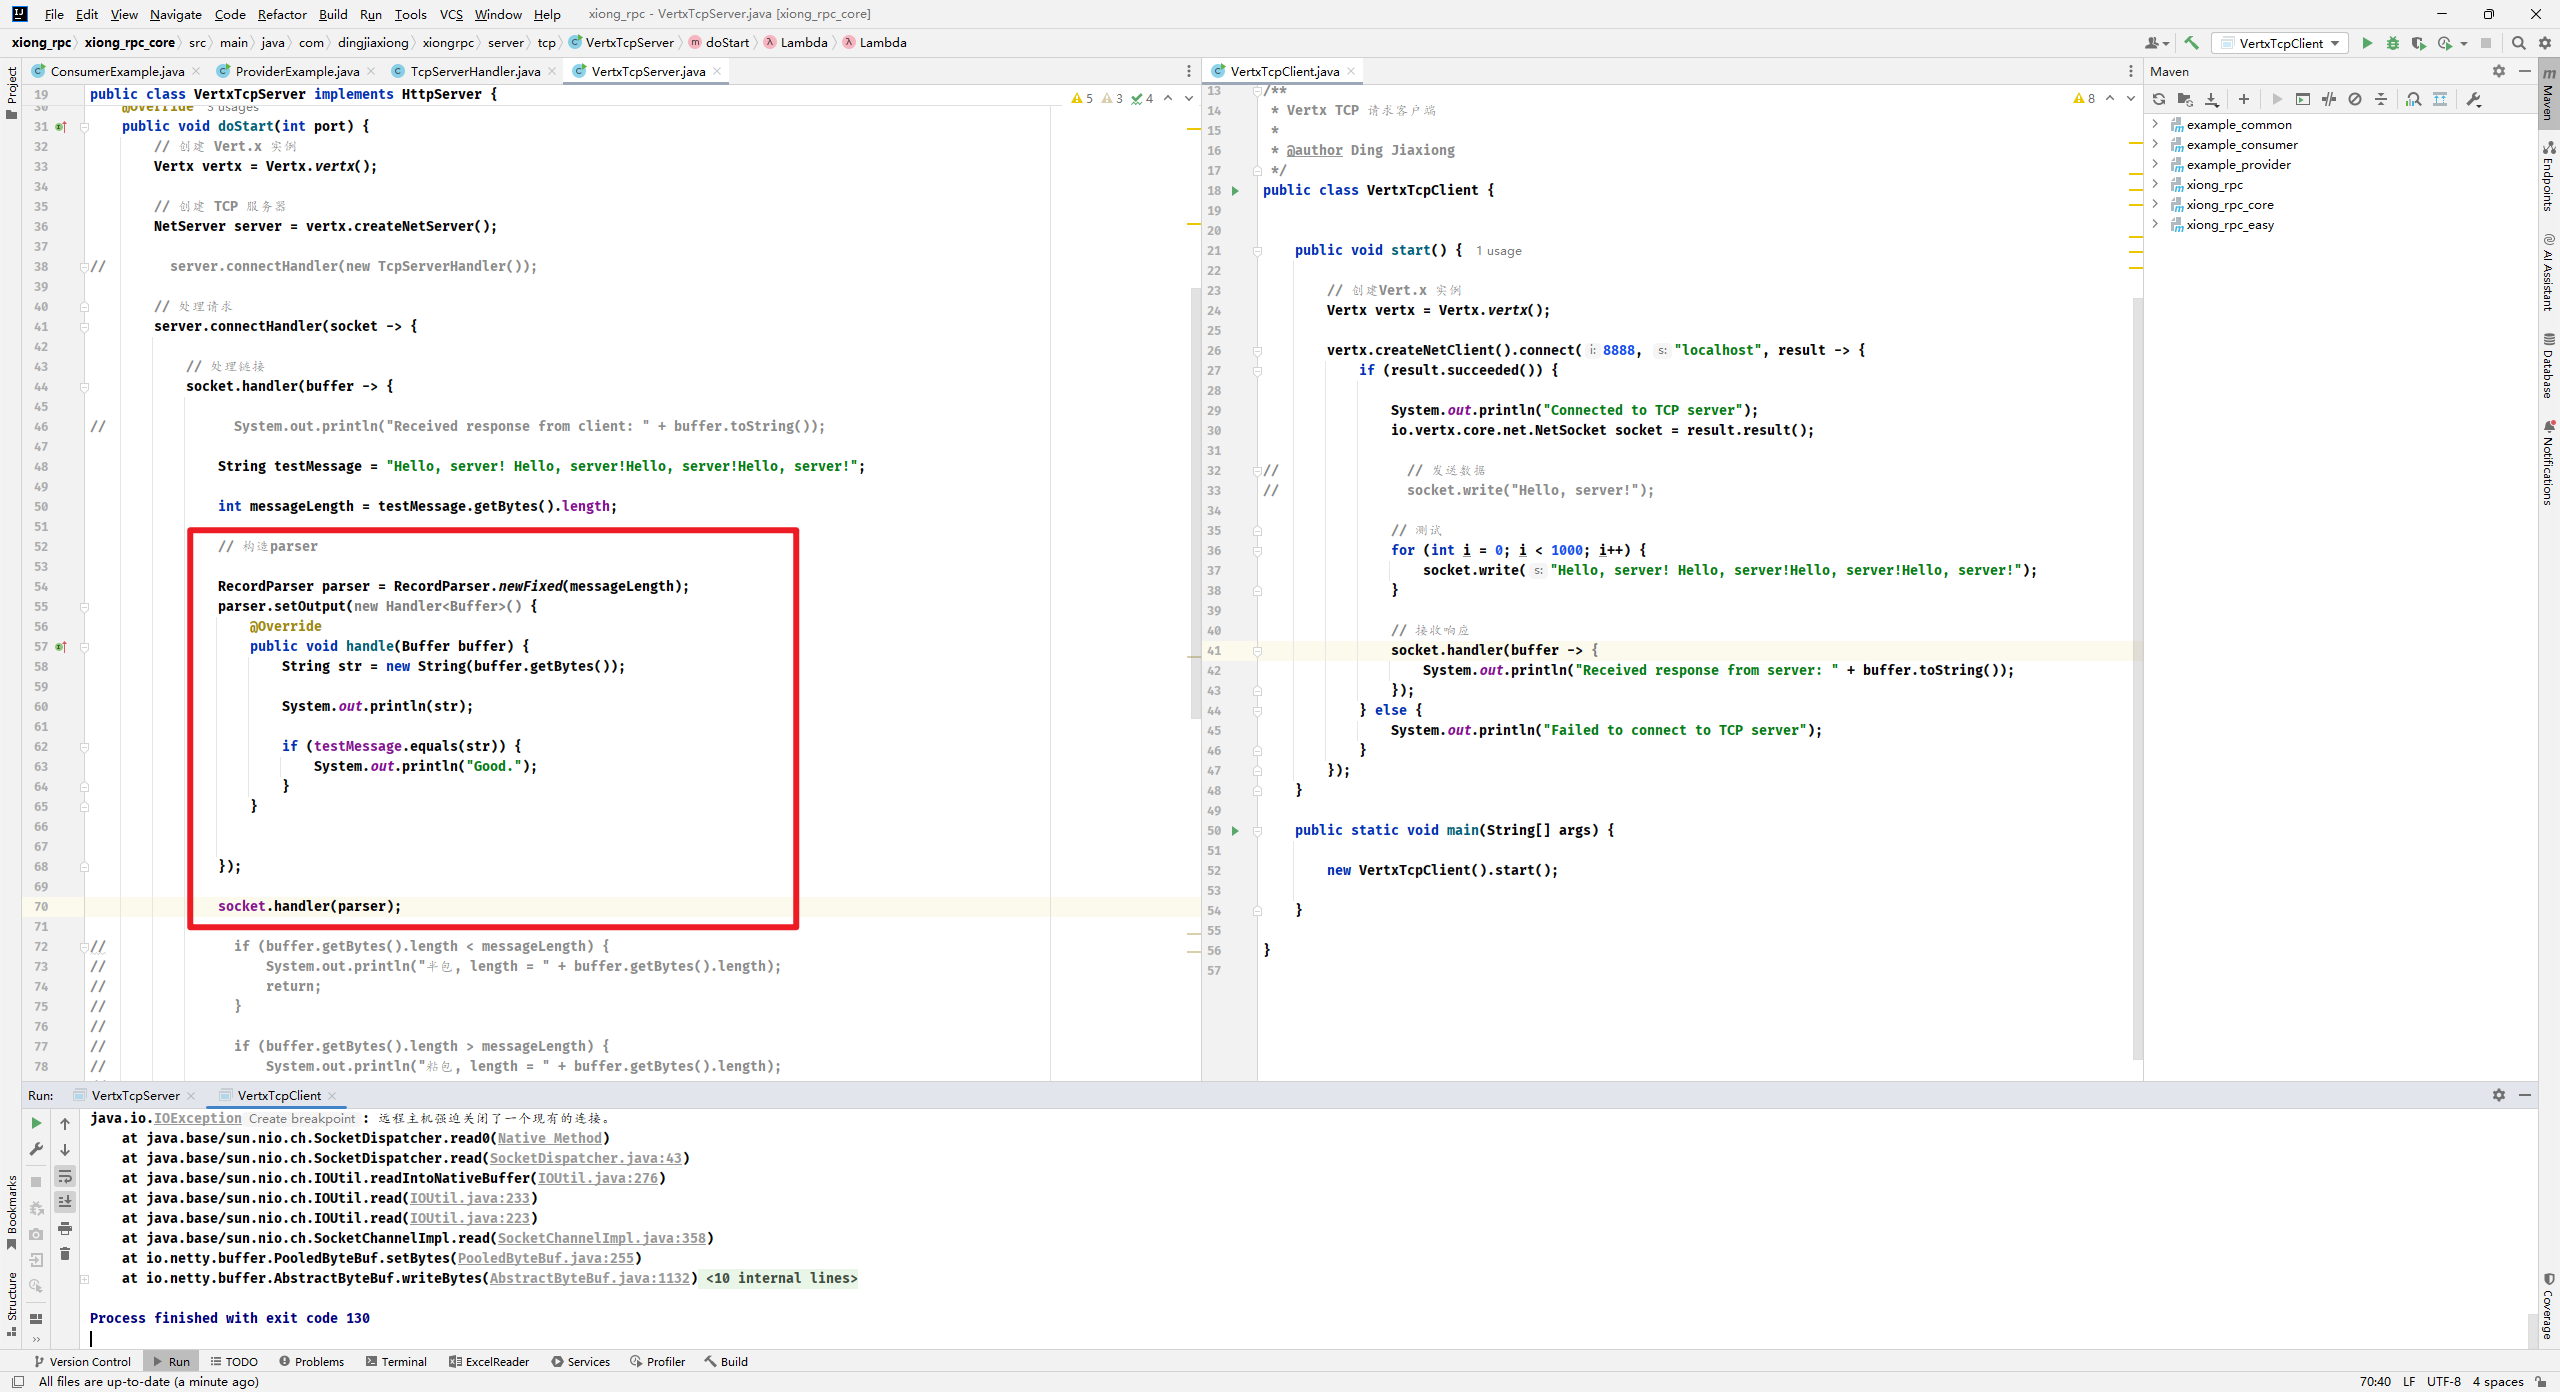 File Edit View Navigate Code Refactor Build Run Tools VCS Window Help xiong_rpc - VertxTcpServer.java [xiong_rpc_core]
xiong_rpc xiong_rpc_core src main java com dingjiaxiong xiongrpc server tcp VertxTcpServer doStart Lambda Lambda VertxTcpClient
ConsumerExample.java ProviderExample.java TcpServerHandler.java VertxTcpServer.java
19 public class VertxTcpServer implements HttpServer {
5 3 4
30 @Override 3 usages
31 public void doStart(int port) {
32 // 创建 Vert.x 实例
33 Vertx vertx = Vertx.vertx();
34
35 // 创建 TCP 服务器
36 NetServer server = vertx.createNetServer();
37
38 // server.connectHandler(new TcpServerHandler());
39
40 // 处理请求
41 server.connectHandler(socket -> {
42
43 // 处理链接
44 socket.handler(buffer -> {
45
46 // System.out.println("Received response from client: " + buffer.toString());
47
48 String testMessage = "Hello, server! Hello, server!Hello, server!Hello, server!";
49
50 int messageLength = testMessage.getBytes().length;
51
52 // 构造parser
53
54 RecordParser parser = RecordParser.newFixed(messageLength);
55 parser.setOutput(new Handler<Buffer>() {
56 @Override
57 public void handle(Buffer buffer) {
58 String str = new String(buffer.getBytes());
59
60 System.out.println(str);
61
62 if (testMessage.equals(str)) {
63 System.out.println("Good.");
64 }
65 }
66
67
68 });
69
70 socket.handler(parser);
71
72 // if (buffer.getBytes().length < messageLength) {
73 // System.out.println("半包, length = " + buffer.getBytes().length);
74 // return;
75 // }
76 //
77 // if (buffer.getBytes().length > messageLength) {
78 // System.out.println("粘包, length = " + buffer.getBytes().length);
VertxTcpClient.java
8
13 /**
14 * Vertx TCP 请求客户端
15 *
16 * @author Ding Jiaxiong
17 */
18 public class VertxTcpClient {
19
20
21 public void start() { 1 usage
22
23 // 创建Vert.x 实例
24 Vertx vertx = Vertx.vertx();
25
26 vertx.createNetClient().connect( i: 8888, s: "localhost", result -> {
27 if (result.succeeded()) {
28
29 System.out.println("Connected to TCP server");
30 io.vertx.core.net.NetSocket socket = result.result();
31
32 // // 发送数据
33 // socket.write("Hello, server!");
34
35 // 测试
36 for (int i = 0; i < 1000; i++) {
37 socket.write( s: "Hello, server! Hello, server!Hello, server!Hello, server!");
38 }
39
40 // 接收响应
41 socket.handler(buffer -> {
42 System.out.println("Received response from server: " + buffer.toString());
43 });
44 } else {
45 System.out.println("Failed to connect to TCP server");
46 }
47 });
48 }
49
50 public static void main(String[] args) {
51
52 new VertxTcpClient().start();
53
54 }
55
56 }
57
Maven
example_common
example_consumer
example_provider
xiong_rpc
xiong_rpc_core
xiong_rpc_easy
Project
Bookmarks
Structure
Maven
Endpoints
AI Assistant
Database
Notifications
Coverage
Run: VertxTcpServer VertxTcpClient
java.io.IOException Create breakpoint : 远程主机强迫关闭了一个现有的连接。
at java.base/sun.nio.ch.SocketDispatcher.read0(Native Method)
at java.base/sun.nio.ch.SocketDispatcher.read(SocketDispatcher.java:43)
at java.base/sun.nio.ch.IOUtil.readIntoNativeBuffer(IOUtil.java:276)
at java.base/sun.nio.ch.IOUtil.read(IOUtil.java:233)
at java.base/sun.nio.ch.IOUtil.read(IOUtil.java:223)
at java.base/sun.nio.ch.SocketChannelImpl.read(SocketChannelImpl.java:358)
at io.netty.buffer.PooledByteBuf.setBytes(PooledByteBuf.java:255)
at io.netty.buffer.AbstractByteBuf.writeBytes(AbstractByteBuf.java:1132) <10 internal lines>
Process finished with exit code 130
Version Control Run TODO Problems Terminal ExcelReader Services Profiler Build
All files are up-to-date (a minute ago) 70:40 LF UTF-8 4 spaces